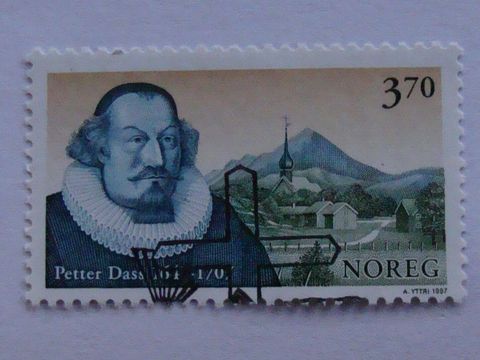 3.70
Petter Dass
NOREG
A. YTTRI 1997